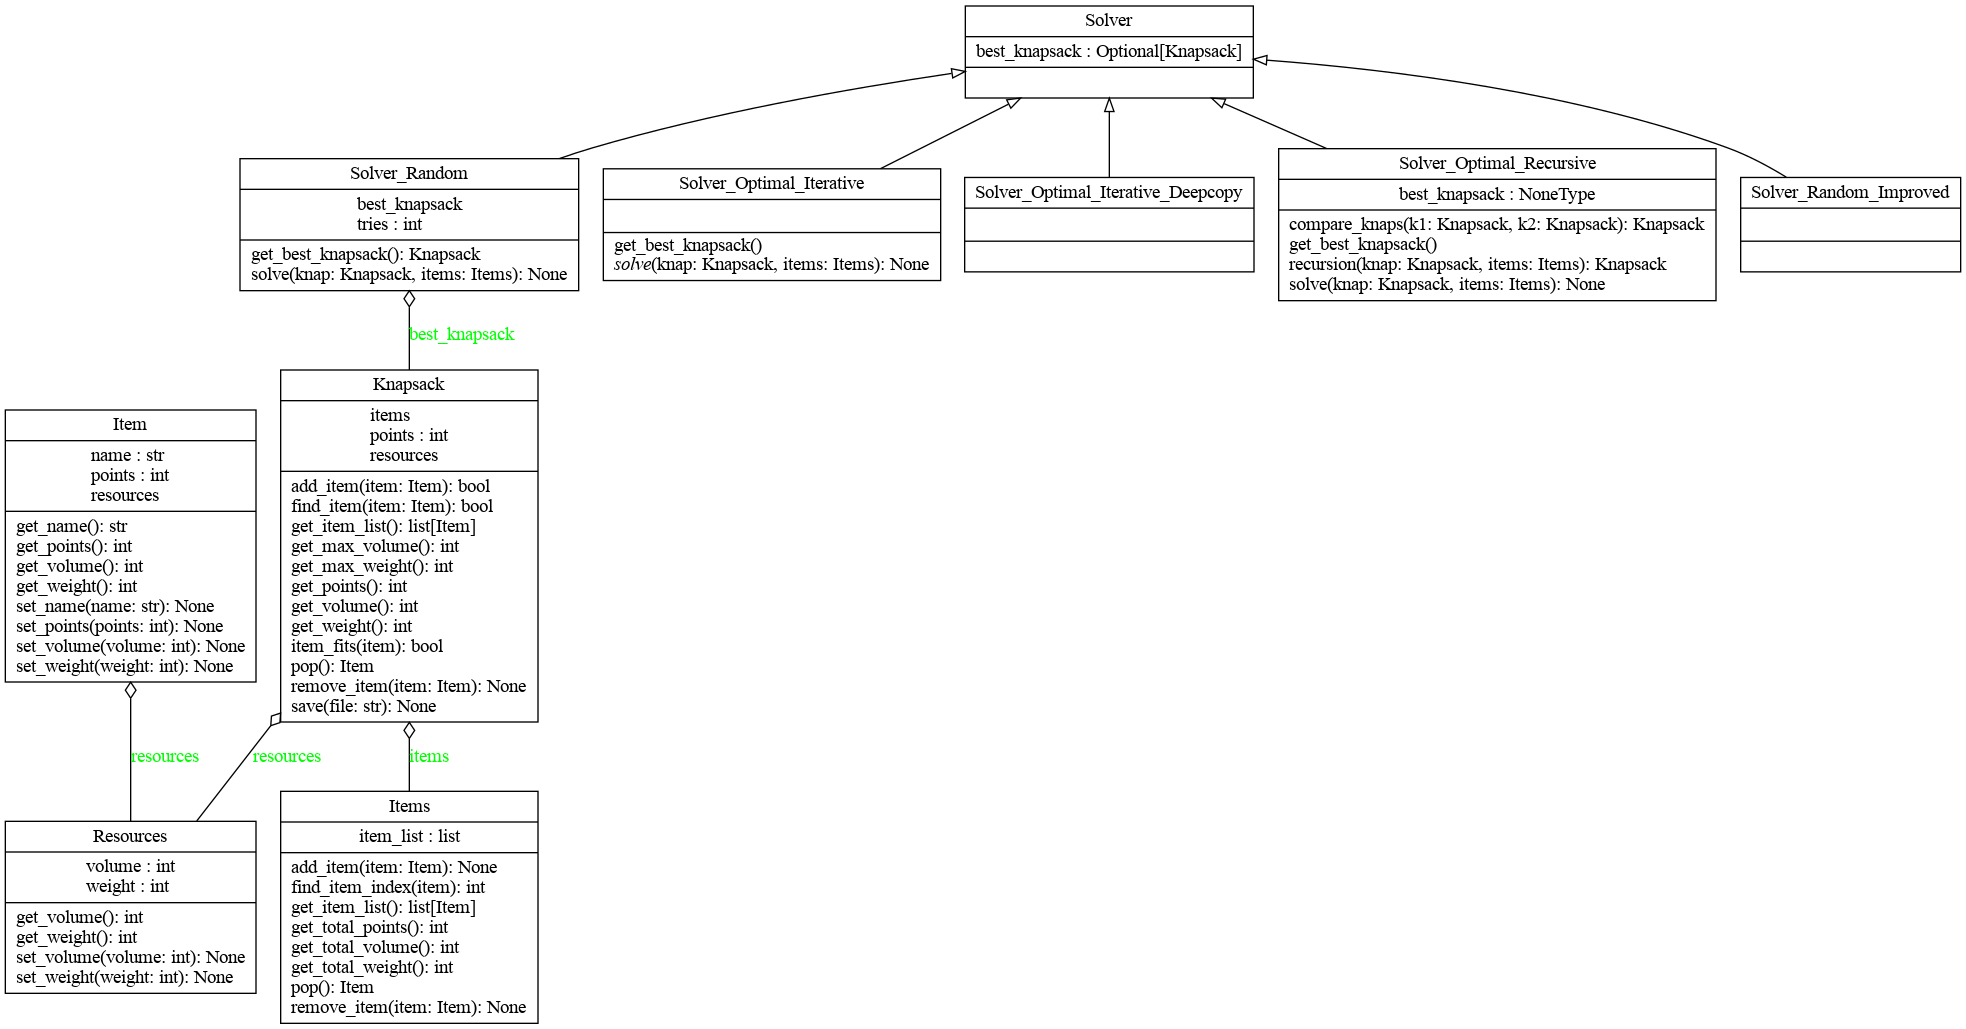 Solver
best_knapsack : Optional[Knapsack]
Solver_Random
best_knapsack
tries : int
get_best_knapsack(): Knapsack
solve(knap: Knapsack, items: Items): None
Solver_Optimal_Iterative
get_best_knapsack()
solve(knap: Knapsack, items: Items): None
Solver_Optimal_Iterative_Deepcopy
Solver_Optimal_Recursive
best_knapsack : NoneType
compare_knaps(k1: Knapsack, k2: Knapsack): Knapsack
get_best_knapsack()
recursion(knap: Knapsack, items: Items): Knapsack
solve(knap: Knapsack, items: Items): None
Solver_Random_Improved
best_knapsack
Item
name : str
points : int
resources
get_name(): str
get_points(): int
get_volume(): int
get_weight(): int
set_name(name: str): None
set_points(points: int): None
set_volume(volume: int): None
set_weight(weight: int): None
Knapsack
items
points : int
resources
add_item(item: Item): bool
find_item(item: Item): bool
get_item_list(): list[Item]
get_max_volume(): int
get_max_weight(): int
get_points(): int
get_volume(): int
get_weight(): int
item_fits(item): bool
pop(): Item
remove_item(item: Item): None
save(file: str): None
resources
resources
items
Resources
volume : int
weight : int
get_volume(): int
get_weight(): int
set_volume(volume: int): None
set_weight(weight: int): None
Items
item_list : list
add_item(item: Item): None
find_item_index(item): int
get_item_list(): list[Item]
get_total_points(): int
get_total_volume(): int
get_total_weight(): int
pop(): Item
remove_item(item: Item): None